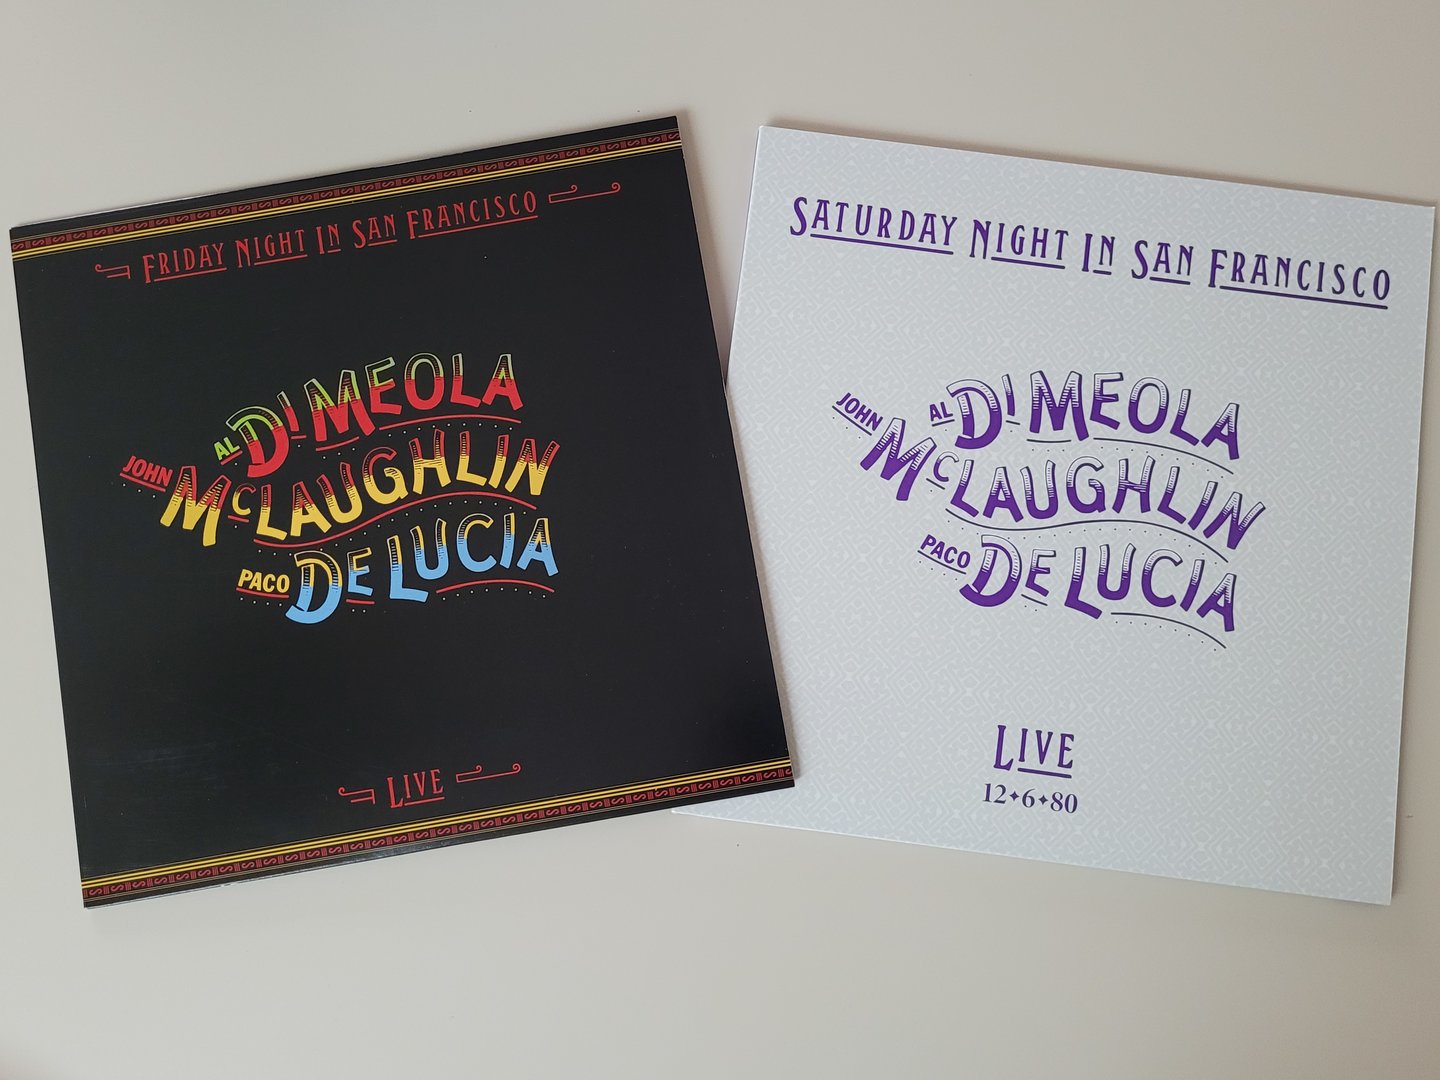 Friday Night In San Francisco
Al Di Meola
John McLaughlin
Paco De Lucia
Live
Saturday Night In San Francisco
Al Di Meola
John McLaughlin
Paco De Lucia
Live
12✦6✦80